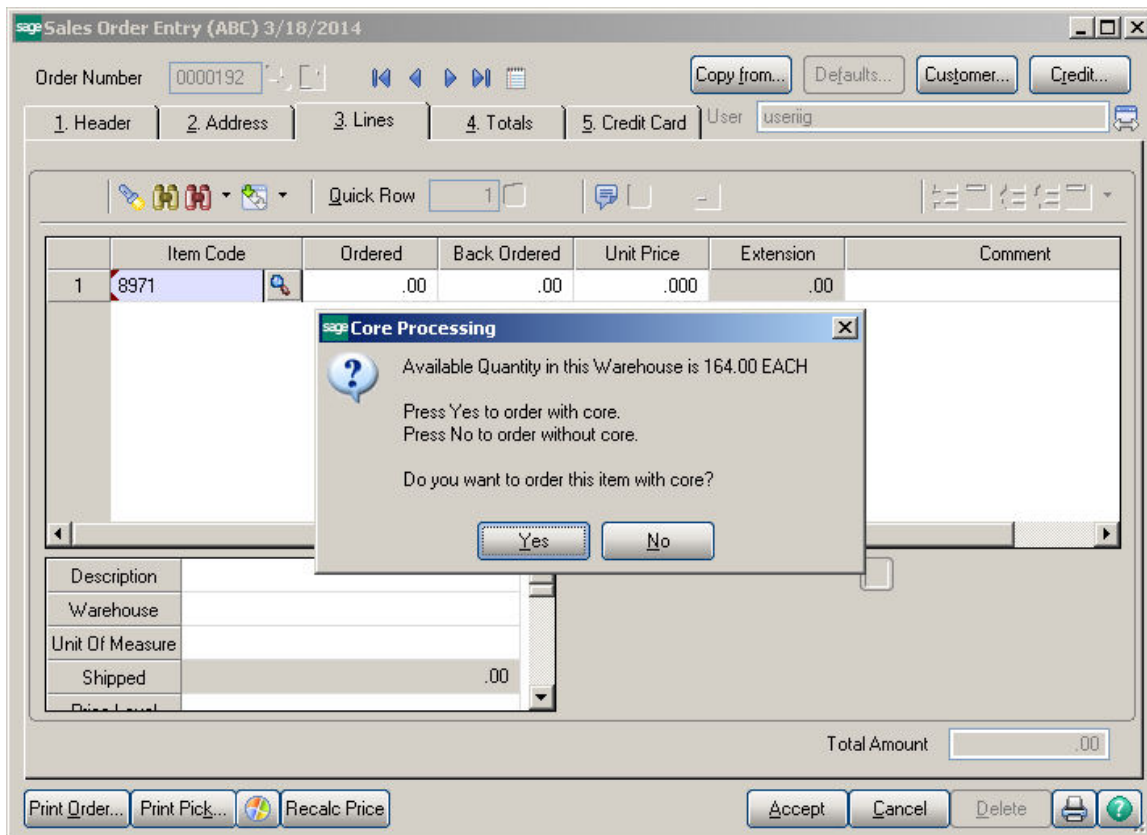 sage Sales Order Entry (ABC) 3/18/2014
Order Number 0000192 Copy from... Defaults... Customer... Credit...
1. Header 2. Address 3. Lines 4. Totals 5. Credit Card User useriig
Quick Row 1
Item Code Ordered Back Ordered Unit Price Extension Comment
1 8971 .00 .00 .000 .00
sage Core Processing
Available Quantity in this Warehouse is 164.00 EACH
Press Yes to order with core.
Press No to order without core.
Do you want to order this item with core?
Yes No
Description
Warehouse
Unit Of Measure
Shipped .00
Price Level
Total Amount .00
Print Order... Print Pick... Recalc Price Accept Cancel Delete